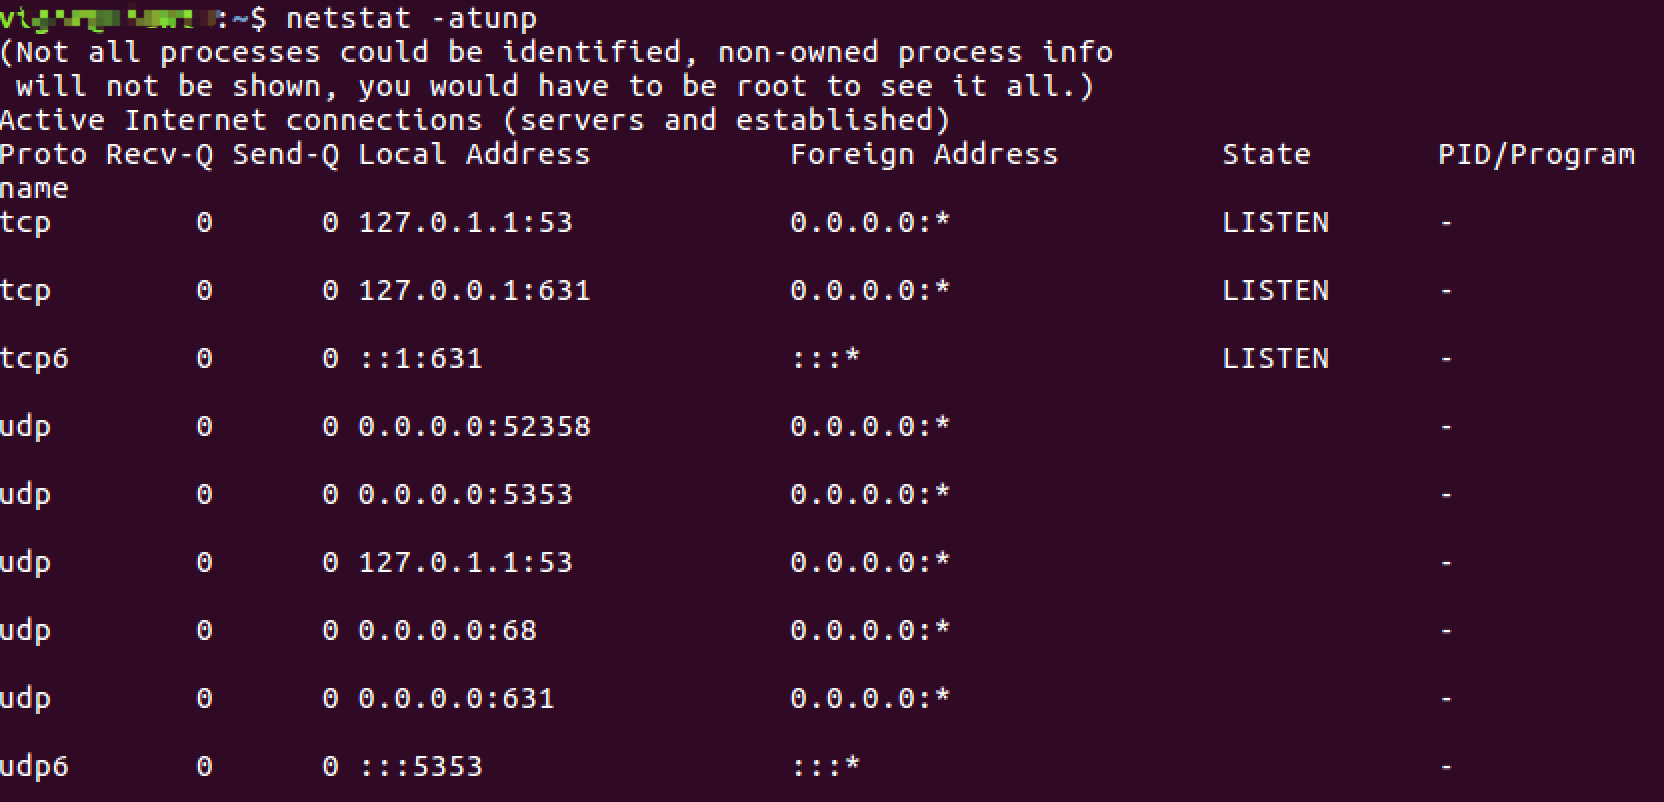 :~$ netstat -atunp
(Not all processes could be identified, non-owned process info
 will not be shown, you would have to be root to see it all.)
Active Internet connections (servers and established)
Proto Recv-Q Send-Q Local Address           Foreign Address         State       PID/Program
name
tcp        0      0 127.0.1.1:53            0.0.0.0:*               LISTEN      -
tcp        0      0 127.0.0.1:631           0.0.0.0:*               LISTEN      -
tcp6       0      0 ::1:631                 :::*                    LISTEN      -
udp        0      0 0.0.0.0:52358           0.0.0.0:*                           -
udp        0      0 0.0.0.0:5353            0.0.0.0:*                           -
udp        0      0 127.0.1.1:53            0.0.0.0:*                           -
udp        0      0 0.0.0.0:68              0.0.0.0:*                           -
udp        0      0 0.0.0.0:631             0.0.0.0:*                           -
udp6       0      0 :::5353                 :::*                                -